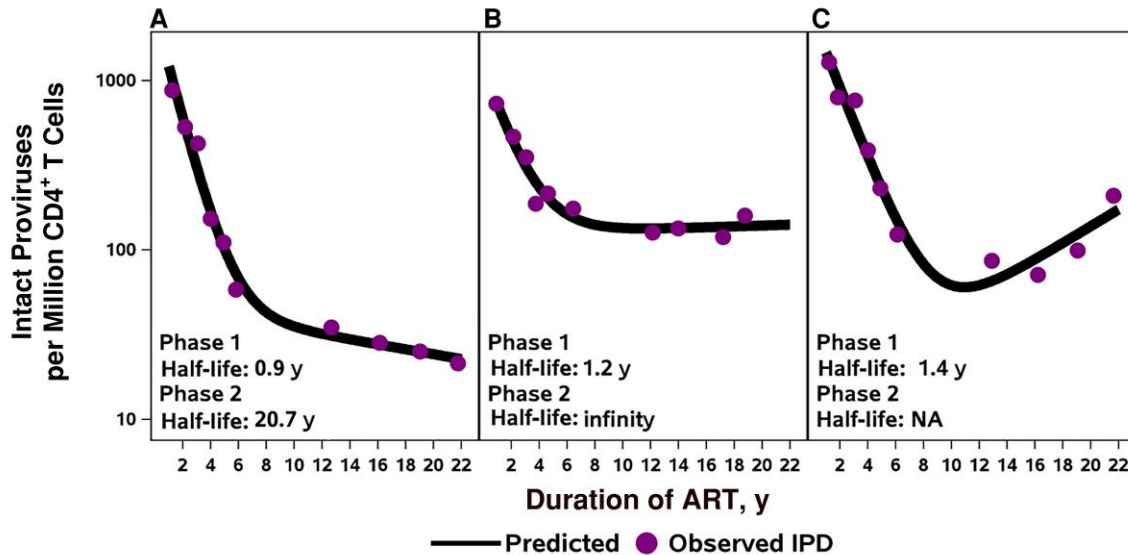 A
B
C
Intact Proviruses
per Million CD4⁺ T Cells
1000
100
10
Phase 1
Half-life: 0.9 y
Phase 2
Half-life: 20.7 y
Phase 1
Half-life: 1.2 y
Phase 2
Half-life: infinity
Phase 1
Half-life: 1.4 y
Phase 2
Half-life: NA
2 4 6 8 10 12 14 16 18 20 22
2 4 6 8 10 12 14 16 18 20 22
2 4 6 8 10 12 14 16 18 20 22
Duration of ART, y
Predicted Observed IPD